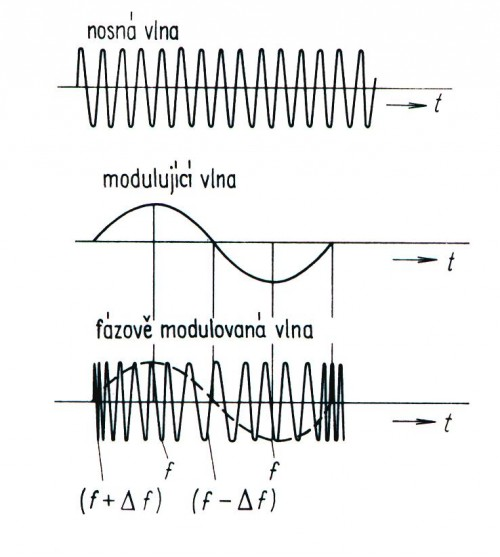 nosná vlna
t
modulující vlna
t
fázově modulovaná vlna
t
f f
(f + Δ f) (f − Δ f)